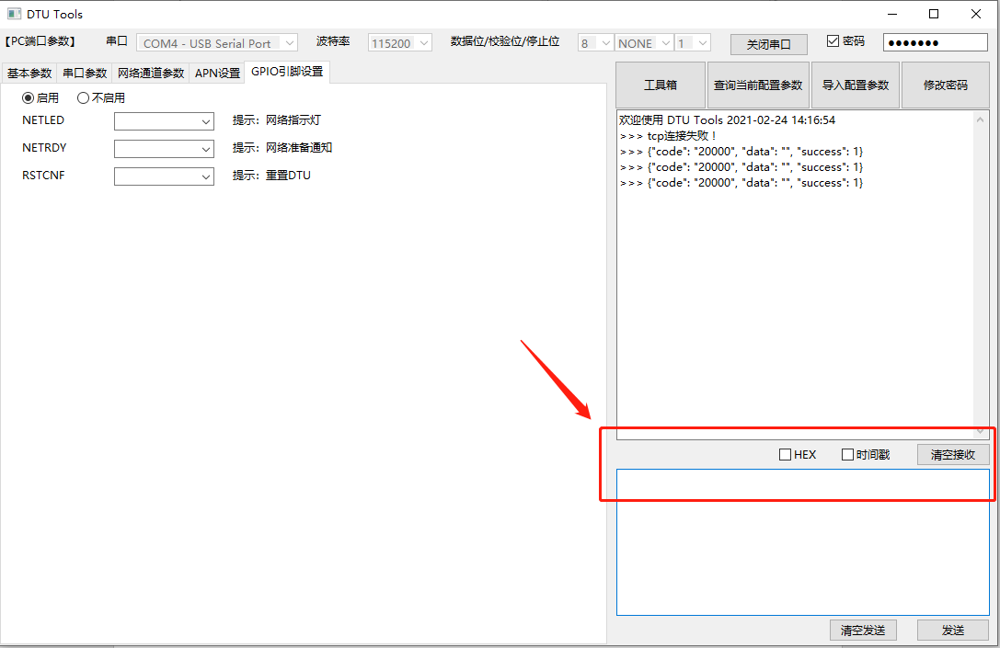 DTU Tools
【PC端口参数】 串口 COM4 - USB Serial Port 波特率 115200 数据位/校验位/停止位 8 NONE 1 关闭串口 密码 ●●●●●●●
基本参数 串口参数 网络通道参数 APN设置 GPIO引脚设置
启用 不启用
NETLED 提示：网络指示灯
NETRDY 提示：网络准备通知
RSTCNF 提示：重置DTU
工具箱 查询当前配置参数 导入配置参数 修改密码
欢迎使用 DTU Tools 2021-02-24 14:16:54
>>> tcp连接失败！
>>> {"code": "20000", "data": "", "success": 1}
>>> {"code": "20000", "data": "", "success": 1}
>>> {"code": "20000", "data": "", "success": 1}
HEX 时间戳 清空接收
清空发送 发送